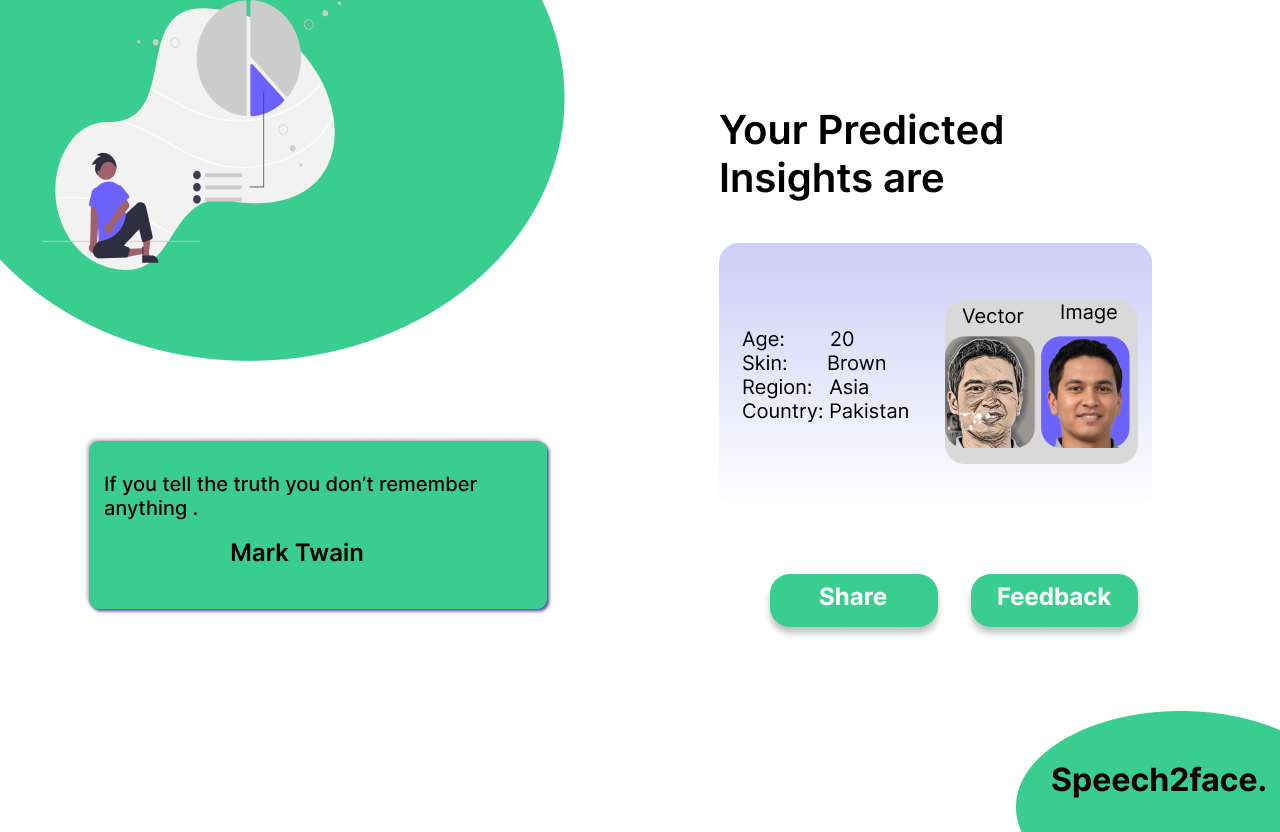 Your Predicted
Insights are
Vector Image
Age: 20
Skin: Brown
Region: Asia
Country: Pakistan
If you tell the truth you don’t remember
anything .
Mark Twain
Share Feedback
Speech2face.